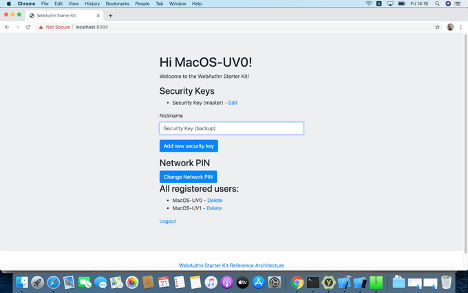 Chrome File Edit View History Bookmarks People Tab Window Help
Fri 14:16
WebAuthn Starter Kit
Not Secure | localhost:8080
Hi MacOS-UV0!
Welcome to the WebAuthn Starter Kit!
Security Keys
Security Key (master) - Edit
Nickname
Security Key (backup)
Add new security key
Network PIN
Change Network PIN
All registered users:
MacOS-UV0 - Delete
MacOS-UV1 - Delete
Logout
WebAuthn Starter Kit Reference Architecture